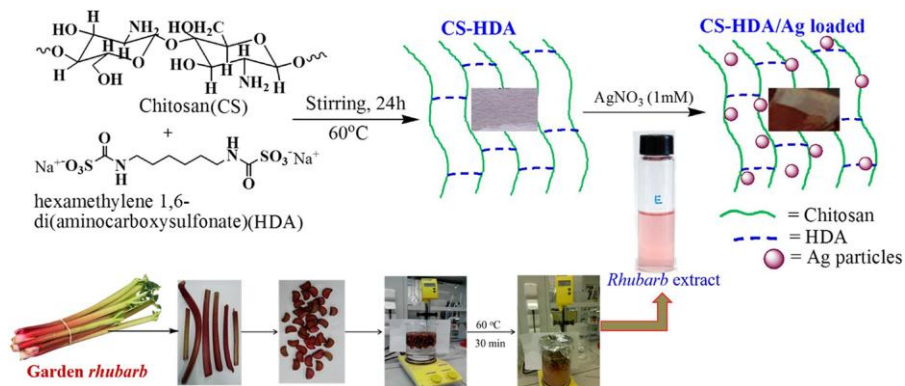 H
HO
NH₂
H
O
HOH₂C
H
H
O
H
H
OH
H
HO
H
NH₂
H
O
H
Chitosan(CS)
+
Na⁺⁻O₃S
N
H
O
H
N
SO₃⁻Na⁺
O
hexamethylene 1,6-
di(aminocarboxysulfonate)(HDA)
Stirring, 24h
60°C
CS-HDA
AgNO₃ (1mM)
CS-HDA/Ag loaded
E
= Chitosan
= HDA
= Ag particles
Rhubarb extract
60 °C
30 min
Garden rhubarb